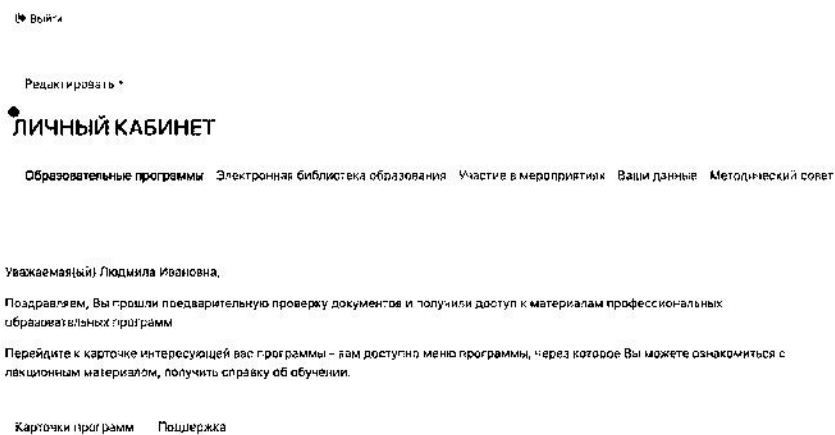 Выйти
Редактировать
ЛИЧНЫЙ КАБИНЕТ
Образовательные программы Электронная библиотека образования Участие в мероприятиях Ваши данные Методический совет
Уважаемая(ый) Людмила Ивановна,
Поздравляем, Вы прошли предварительную проверку документов и получили доступ к материалам профессиональных
образовательных программ
Перейдите к карточке интересующей вас программы – вам доступно меню программы, через которое Вы можете ознакомиться с
лекционным материалом, получить справку об обучении.
Карточки программ Поддержка